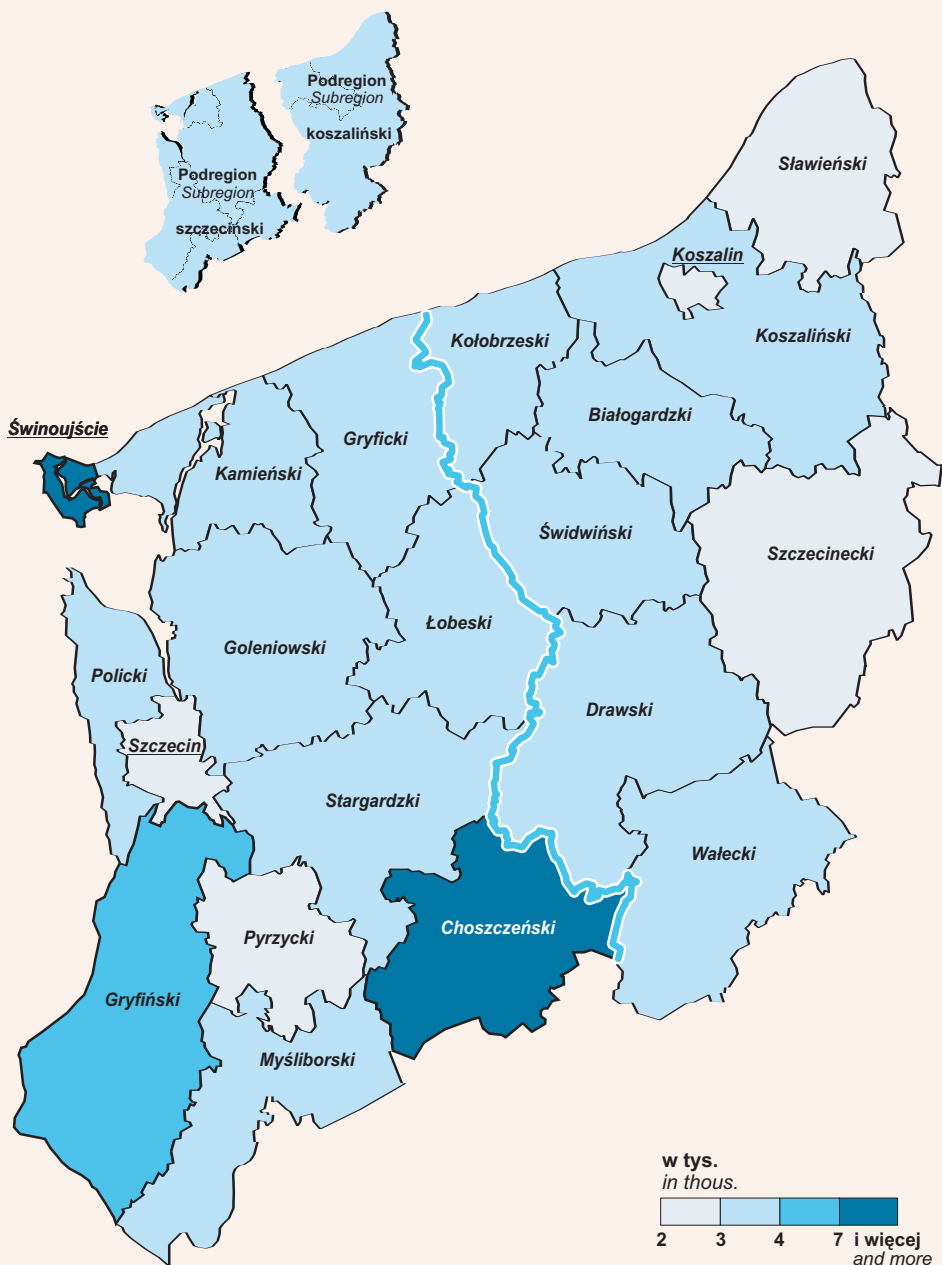 Podregion
Subregion
koszaliński
Podregion
Subregion
szczeciński
Sławieński
Koszalin
Koszaliński
Kołobrzeski
Białogardzki
Świnoujście
Gryficki
Kamieński
Świdwiński
Szczecinecki
Łobeski
Goleniowski
Policki
Drawski
Szczecin
Stargardzki
Wałecki
Choszczeński
Pyrzycki
Gryfiński
Myśliborski
w tys.
in thous.
2 3 4 7 i więcej
and more